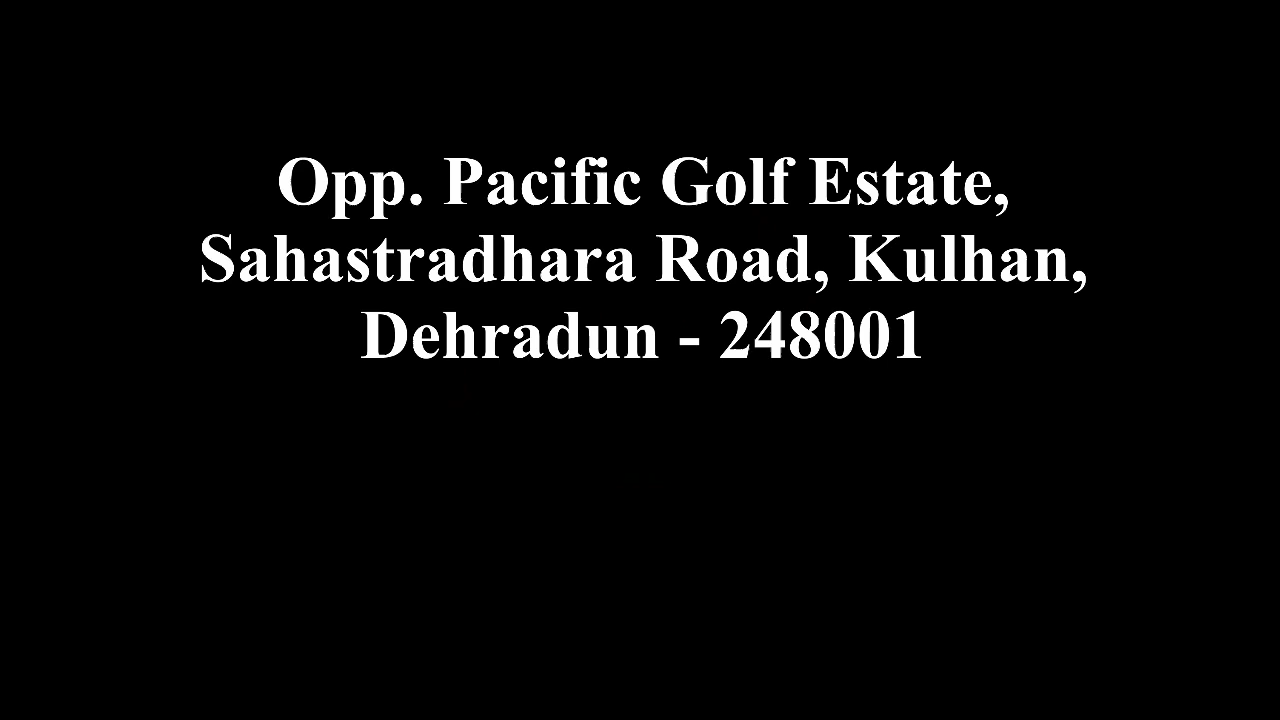 Opp. Pacific Golf Estate,
Sahastradhara Road, Kulhan,
Dehradun - 248001